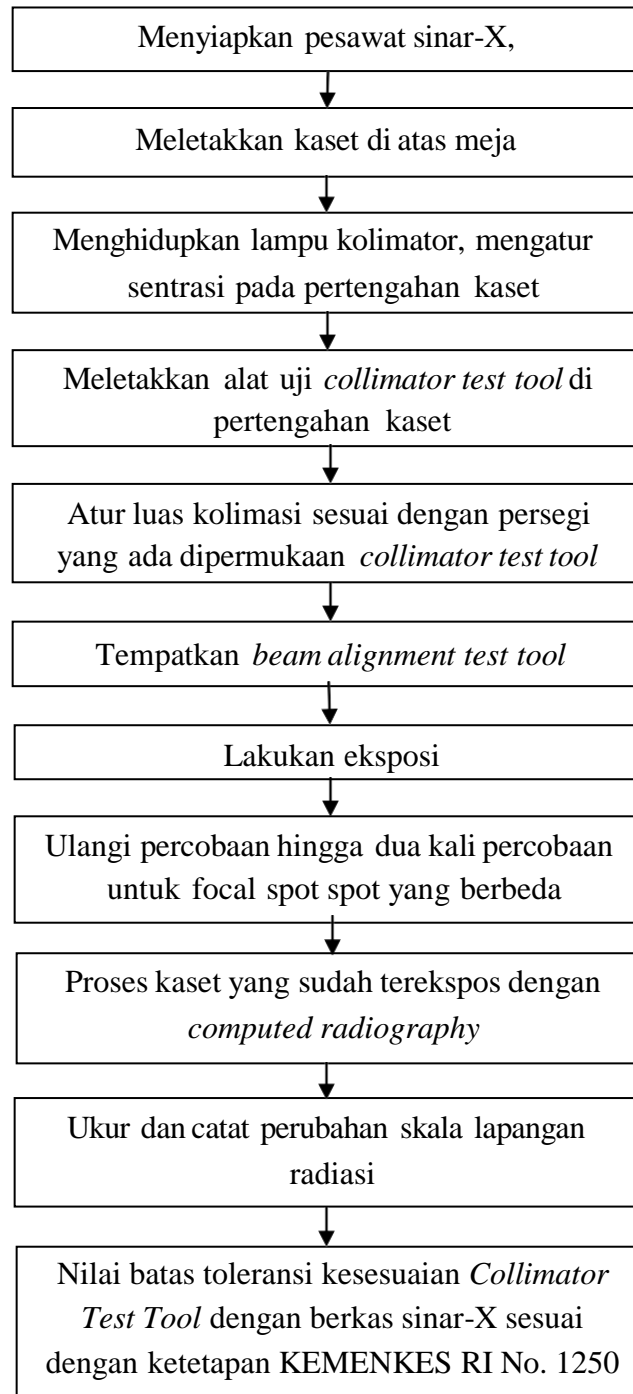 Menyiapkan pesawat sinar-X,
Meletakkan kaset di atas meja
Menghidupkan lampu kolimator, mengatur
sentrasi pada pertengahan kaset
Meletakkan alat uji collimator test tool di
pertengahan kaset
Atur luas kolimasi sesuai dengan persegi
yang ada dipermukaan collimator test tool
Tempatkan beam alignment test tool
Lakukan eksposi
Ulangi percobaan hingga dua kali percobaan
untuk focal spot spot yang berbeda
Proses kaset yang sudah terekspos dengan
computed radiography
Ukur dan catat perubahan skala lapangan
radiasi
Nilai batas toleransi kesesuaian Collimator
Test Tool dengan berkas sinar-X sesuai
dengan ketetapan KEMENKES RI No. 1250